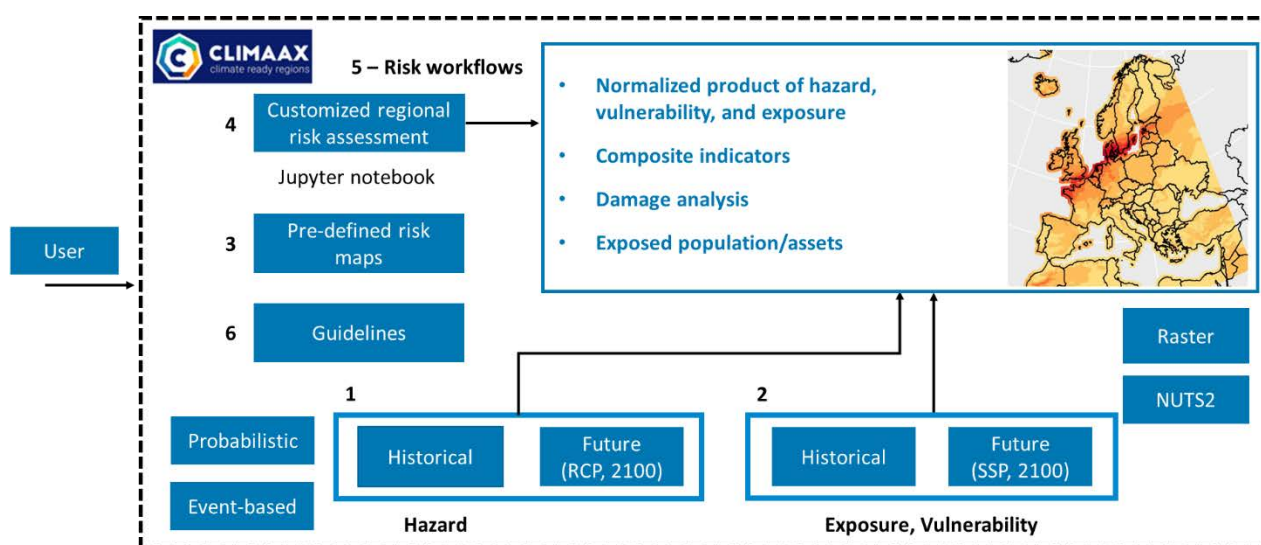 CLIMAAX
climate ready regions
5 – Risk workflows
4
Customized regional
risk assessment
Jupyter notebook
• Normalized product of hazard,
vulnerability, and exposure
• Composite indicators
• Damage analysis
• Exposed population/assets
User
3
Pre-defined risk
maps
6
Guidelines
Raster
NUTS2
1
2
Probabilistic
Event-based
Historical
Future
(RCP, 2100)
Hazard
Historical
Future
(SSP, 2100)
Exposure, Vulnerability